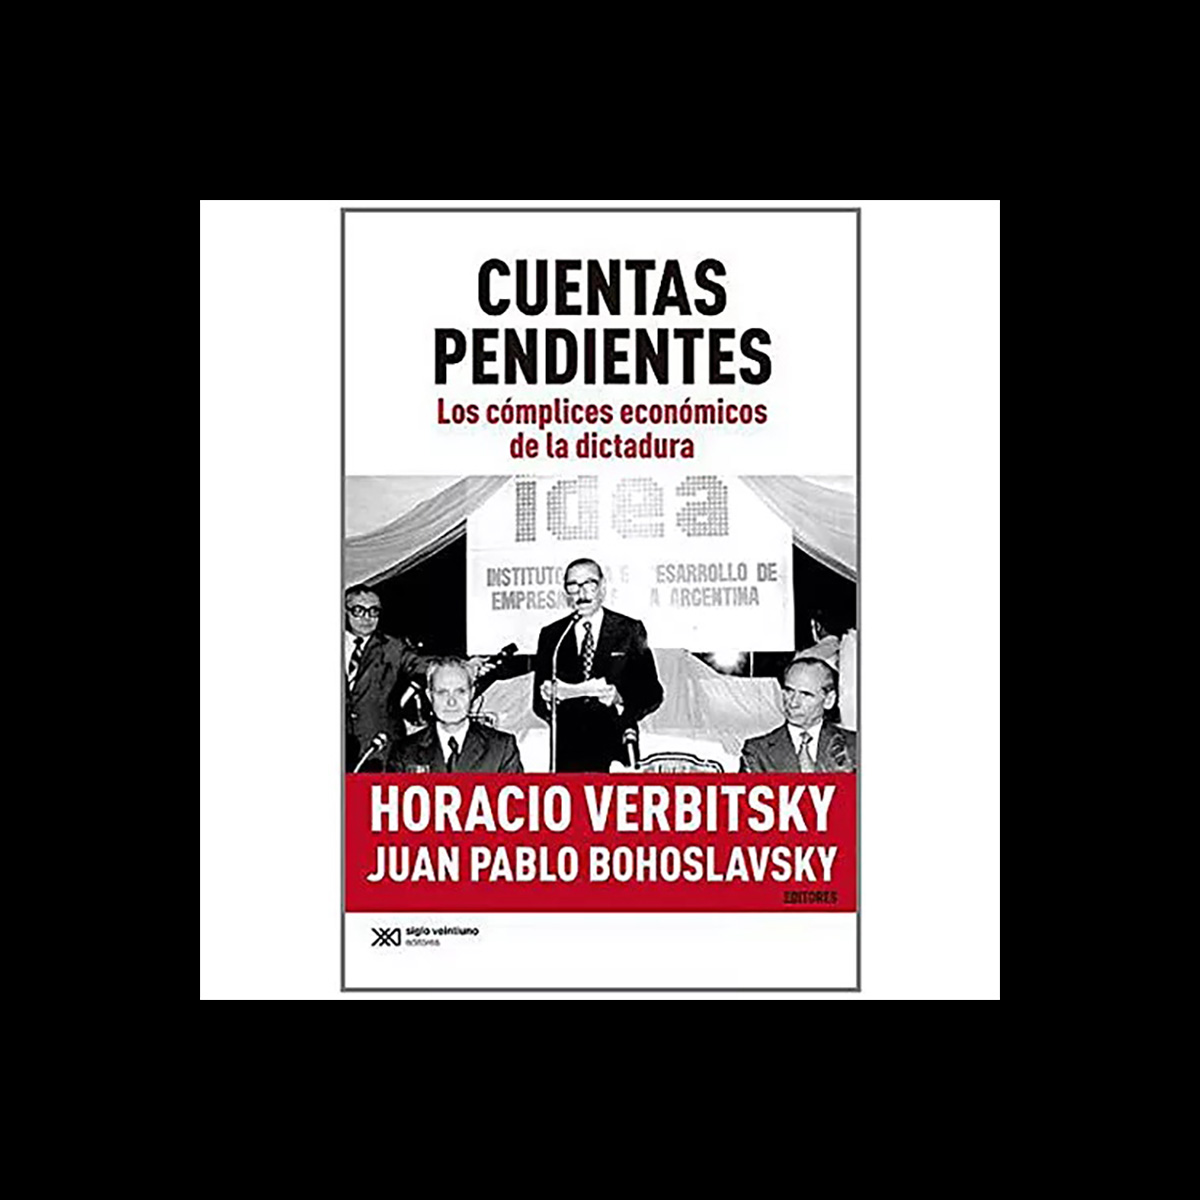 CUENTAS
PENDIENTES
Los cómplices económicos
de la dictadura
idea
INSTITUTO ESARROLLO DE
EMPRESA A ARGENTINA
HORACIO VERBITSKY
JUAN PABLO BOHOSLAVSKY
EDITORES
siglo veintiuno
editores